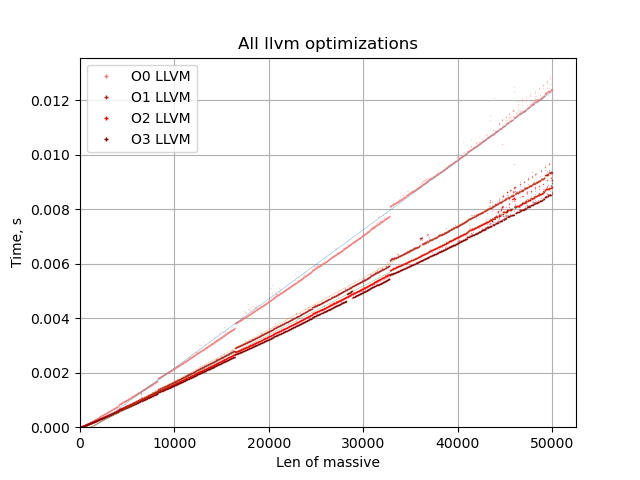 All llvm optimizations
O0 LLVM
O1 LLVM
O2 LLVM
O3 LLVM
Time, s
0.012
0.010
0.008
0.006
0.004
0.002
0.000
0
10000
20000
30000
40000
50000
Len of massive